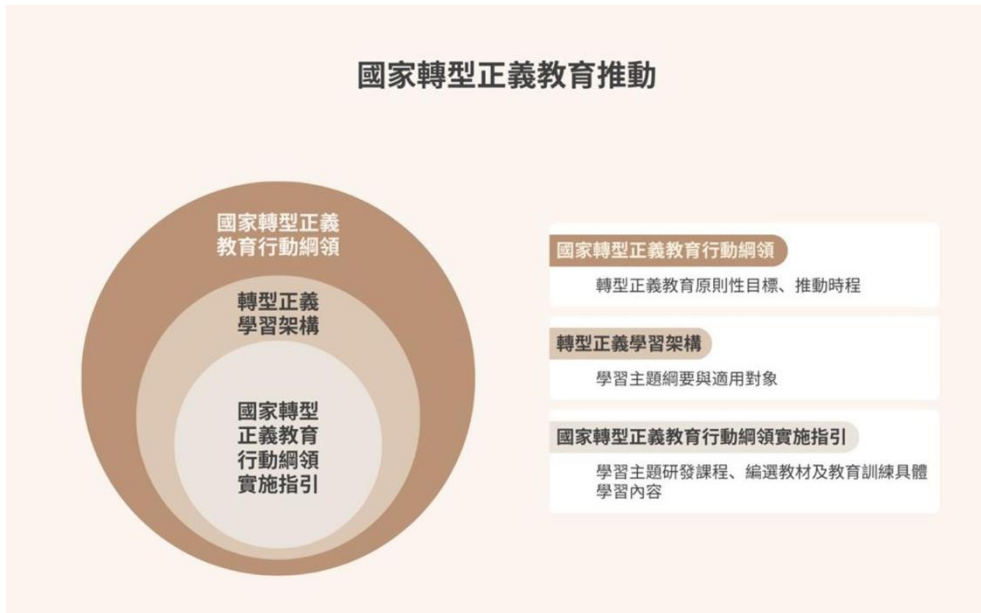 國家轉型正義教育推動
國家轉型正義
教育行動綱領
轉型正義
學習架構
國家轉型
正義教育
行動綱領
實施指引
國家轉型正義教育行動綱領
轉型正義教育原則性目標、推動時程
轉型正義學習架構
學習主題綱要與適用對象
國家轉型正義教育行動綱領實施指引
學習主題研發課程、編選教材及教育訓練具體
學習內容